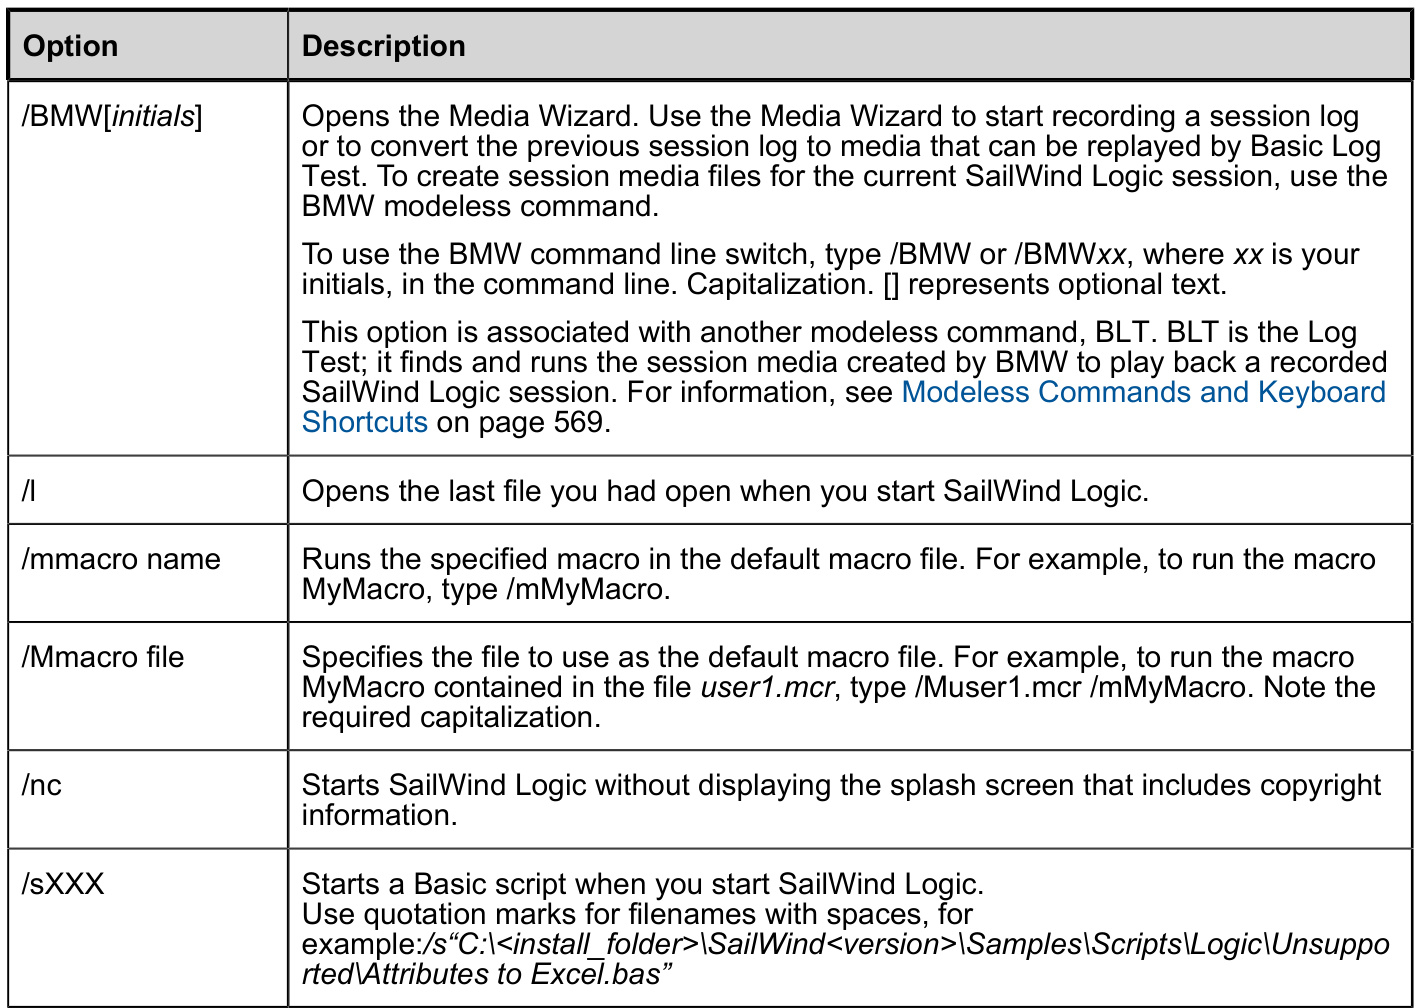 Option Description
/BMW[initials] Opens the Media Wizard. Use the Media Wizard to start recording a session log
or to convert the previous session log to media that can be replayed by Basic Log
Test. To create session media files for the current SailWind Logic session, use the
BMW modeless command.
To use the BMW command line switch, type /BMW or /BMWxx, where xx is your
initials, in the command line. Capitalization. [] represents optional text.
This option is associated with another modeless command, BLT. BLT is the Log
Test; it finds and runs the session media created by BMW to play back a recorded
SailWind Logic session. For information, see Modeless Commands and Keyboard
Shortcuts on page 569.
/l Opens the last file you had open when you start SailWind Logic.
/mmacro name Runs the specified macro in the default macro file. For example, to run the macro
MyMacro, type /mMyMacro.
/Mmacro file Specifies the file to use as the default macro file. For example, to run the macro
MyMacro contained in the file user1.mcr, type /Muser1.mcr /mMyMacro. Note the
required capitalization.
/nc Starts SailWind Logic without displaying the splash screen that includes copyright
information.
/sXXX Starts a Basic script when you start SailWind Logic.
Use quotation marks for filenames with spaces, for
example:/s“C:\<install_folder>\SailWind<version>\Samples\Scripts\Logic\Unsuppo
rted\Attributes to Excel.bas”